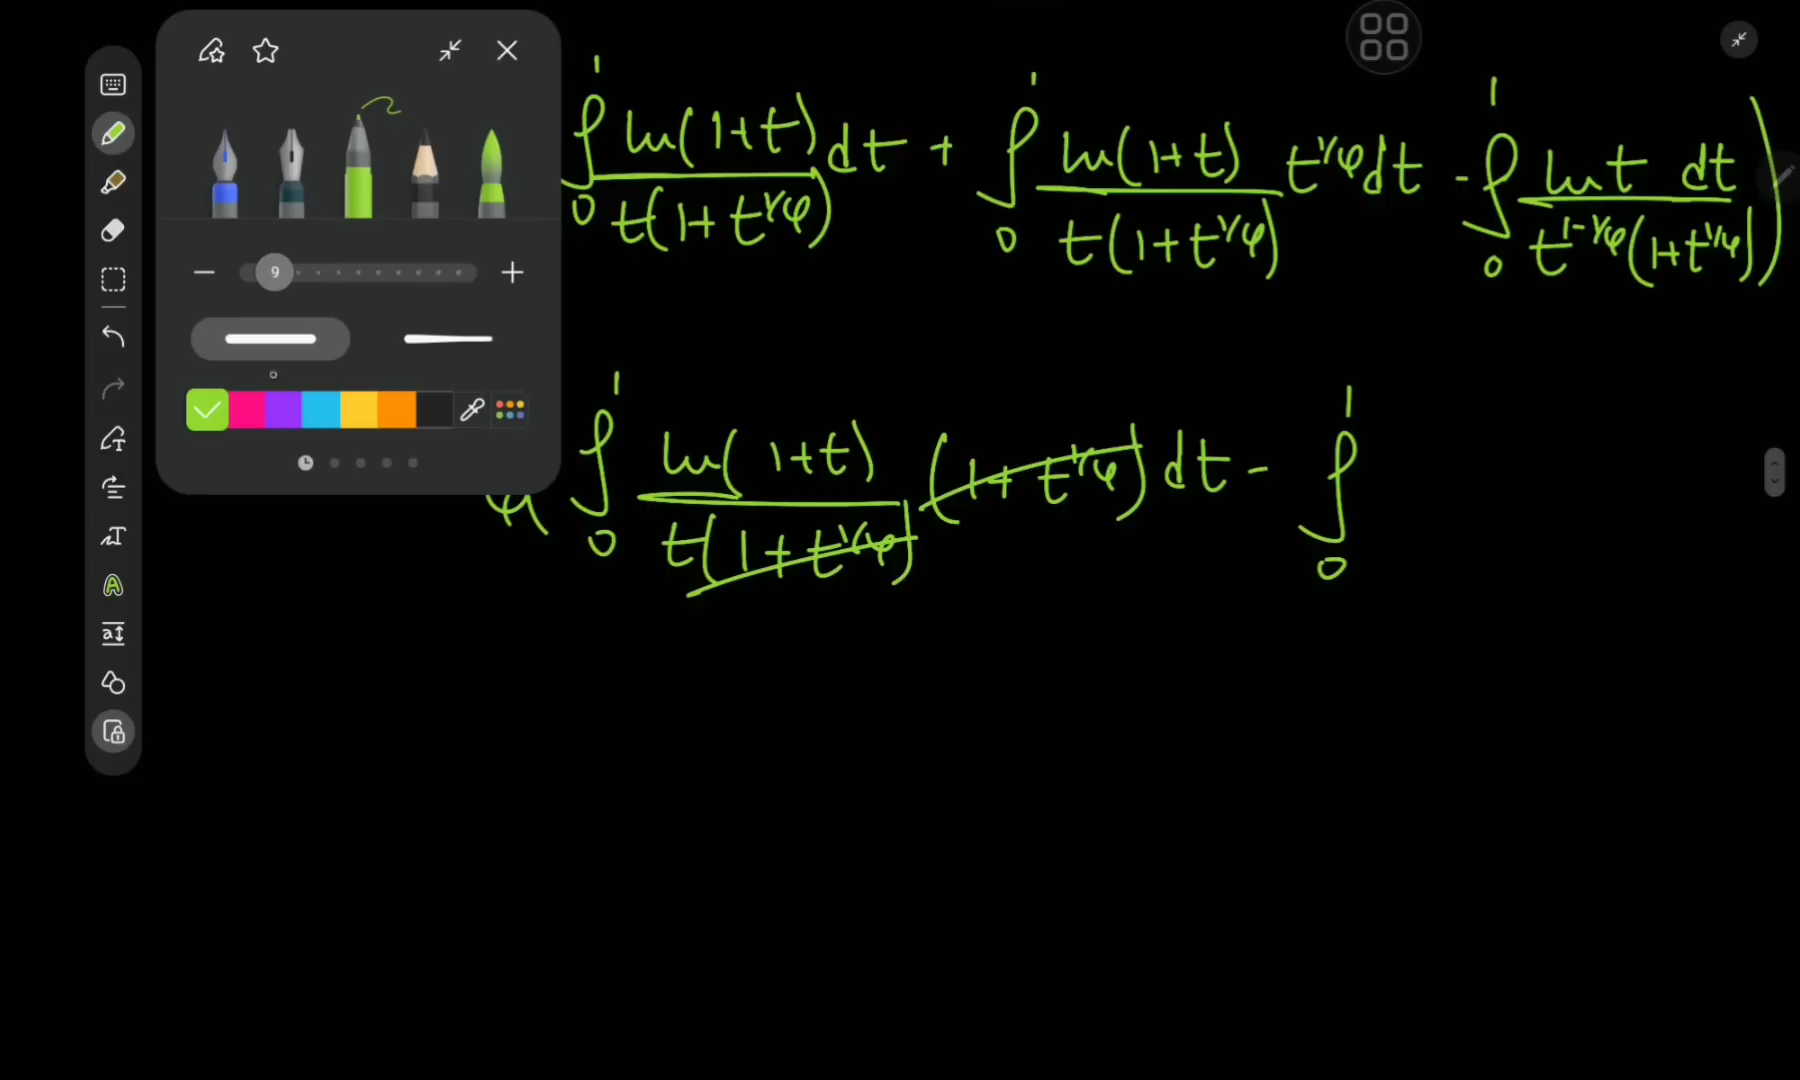 ∫₀¹ ln(1+t)/(t(1+t^(1/φ))) dt + ∫₀¹ ln(1+t)/(t(1+t^(1/φ))) t^(1/φ) dt - ∫₀¹ ln t dt/(t^(1-1/φ)(1+t^(1/φ))) )
∫₀¹ ln(1+t)/(t(1+t^(1/φ))) (1+t^(1/φ)) dt - ∫₀¹
9